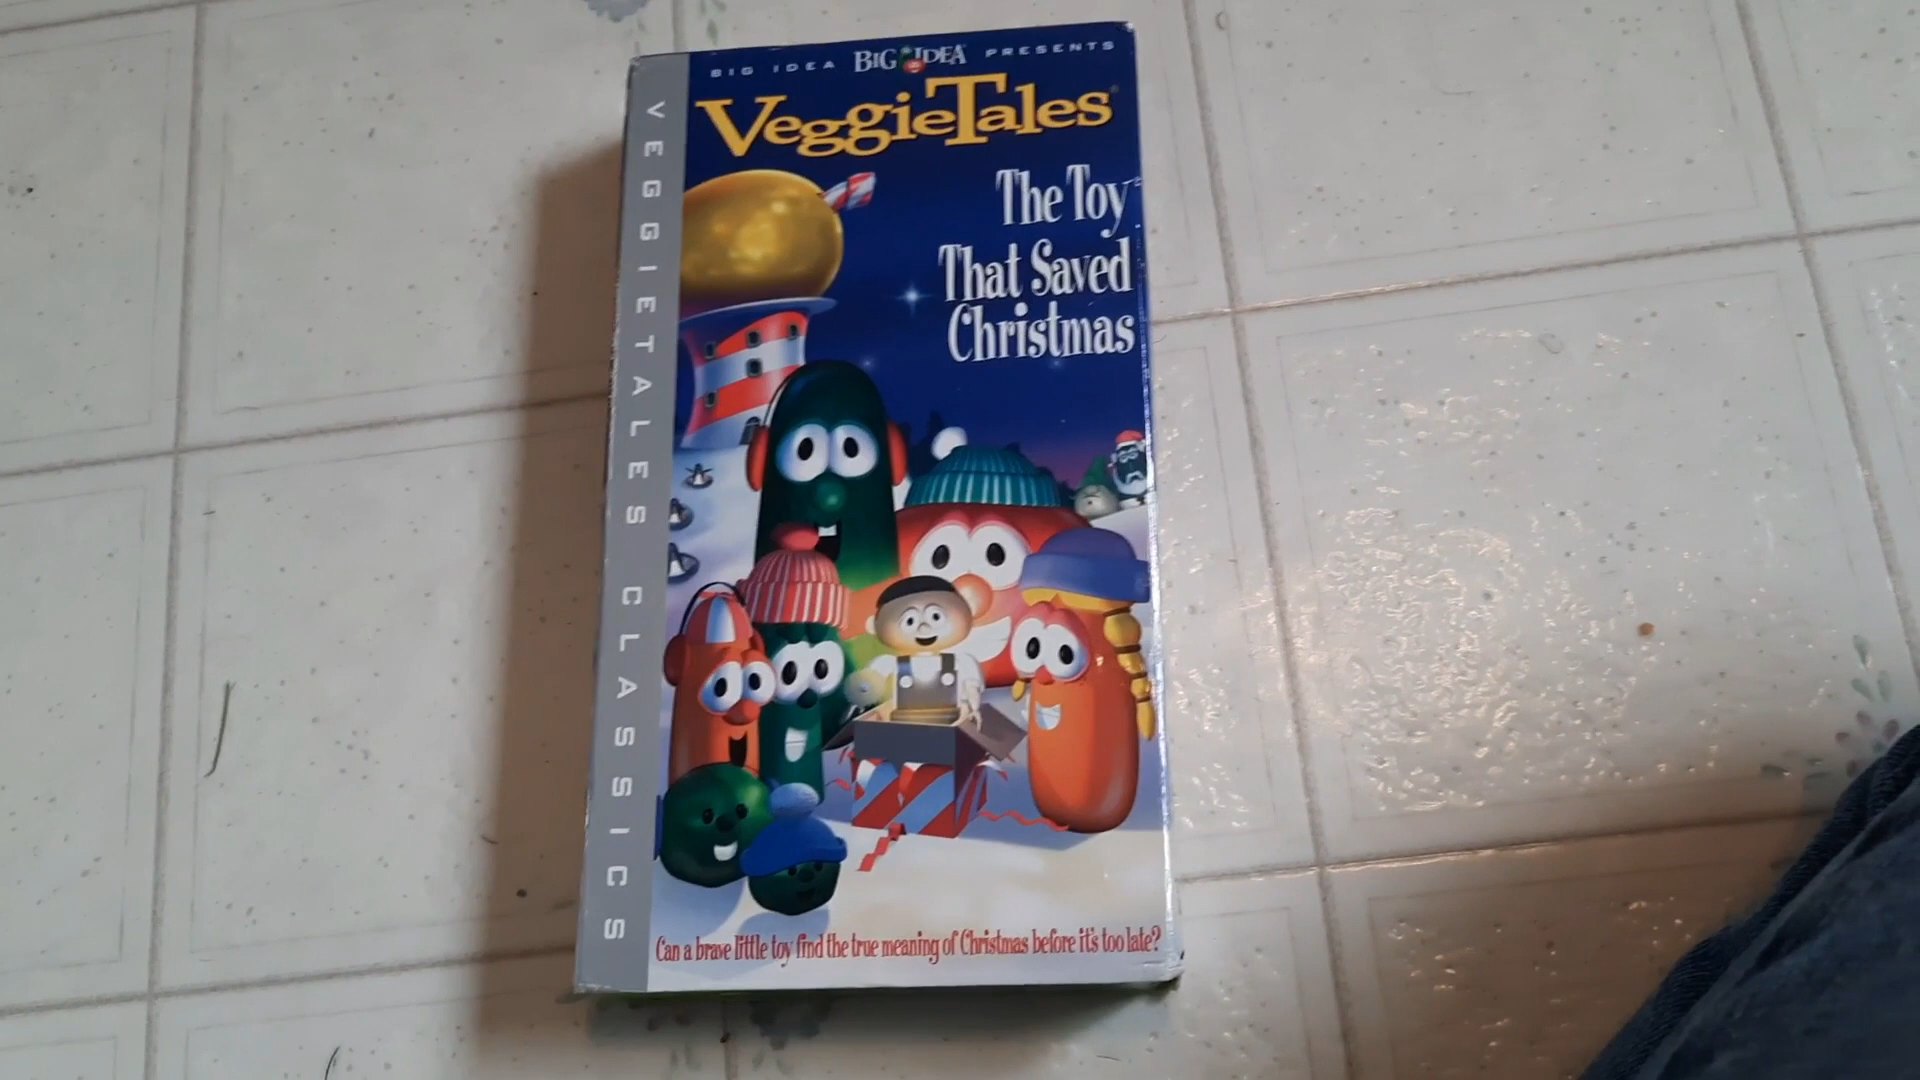 BIG IDEA BIG IDEA PRESENTS
VeggieTales®
The Toy
That Saved
Christmas
VEGGIETALES CLASSICS
Can a brave little toy find the true meaning of Christmas before it's too late?